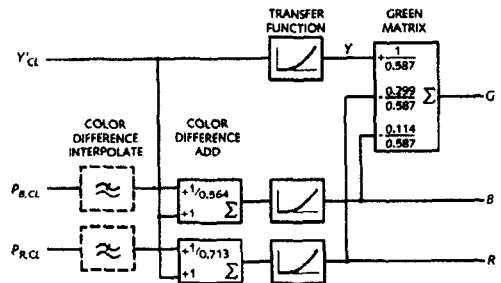 TRANSFER
FUNCTION
GREEN
MATRIX
Y'CL
Y
+ 1/0.587
- 0.299/0.587
Σ
G
- 0.114/0.587
COLOR
DIFFERENCE
INTERPOLATE
COLOR
DIFFERENCE
ADD
PB,CL
≈
+1/0.564
+1
Σ
B
PR,CL
≈
+1/0.713
+1
Σ
R